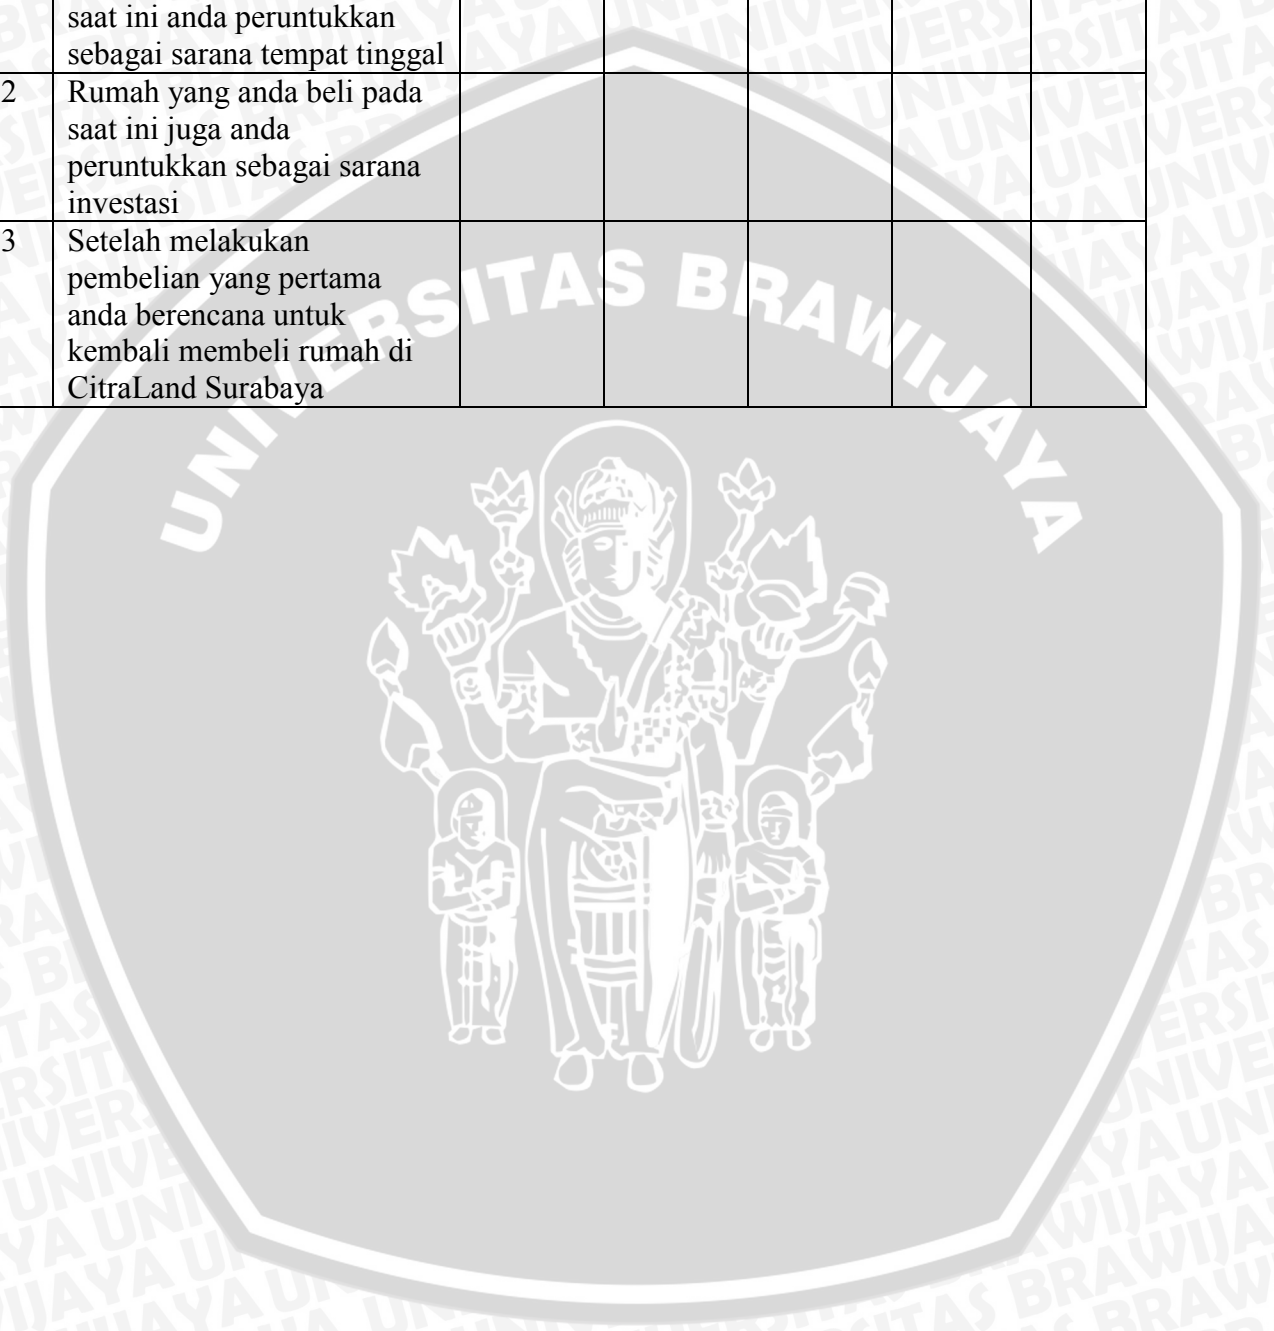 saat ini anda peruntukkan
sebagai sarana tempat tinggal
2 Rumah yang anda beli pada
saat ini juga anda
peruntukkan sebagai sarana
investasi
3 Setelah melakukan
pembelian yang pertama
anda berencana untuk
kembali membeli rumah di
CitraLand Surabaya
UNIVERSITAS BRAWIJAYA